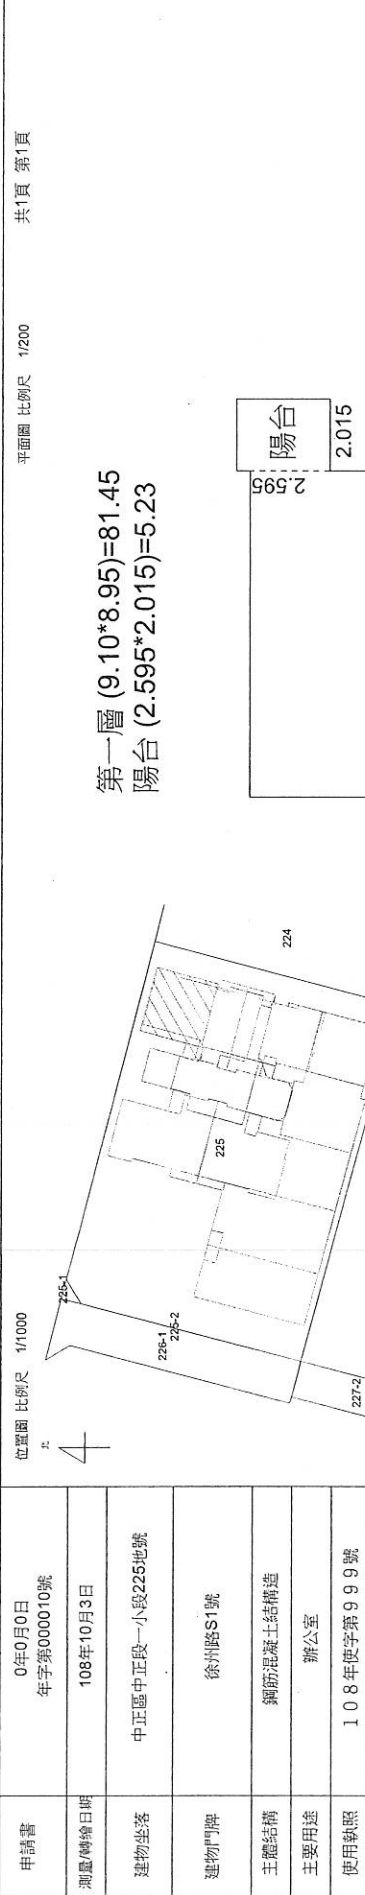 申請書 0年0月0日
年字第000010號
測量/轉繪日期 108年10月3日
建物坐落 中正區中正段一小段225地號
建物門牌 徐州路S1號
主體結構 鋼筋混凝土結構造
主要用途 辦公室
使用執照 108年使字第999號
位置圖 比例尺 1/1000
北
225-1
226-1
225-2
227-2
225
224
平面圖 比例尺 1/200
共1頁 第1頁
第一層 (9.10*8.95)=81.45
陽台 (2.595*2.015)=5.23
陽台
2.595
2.015